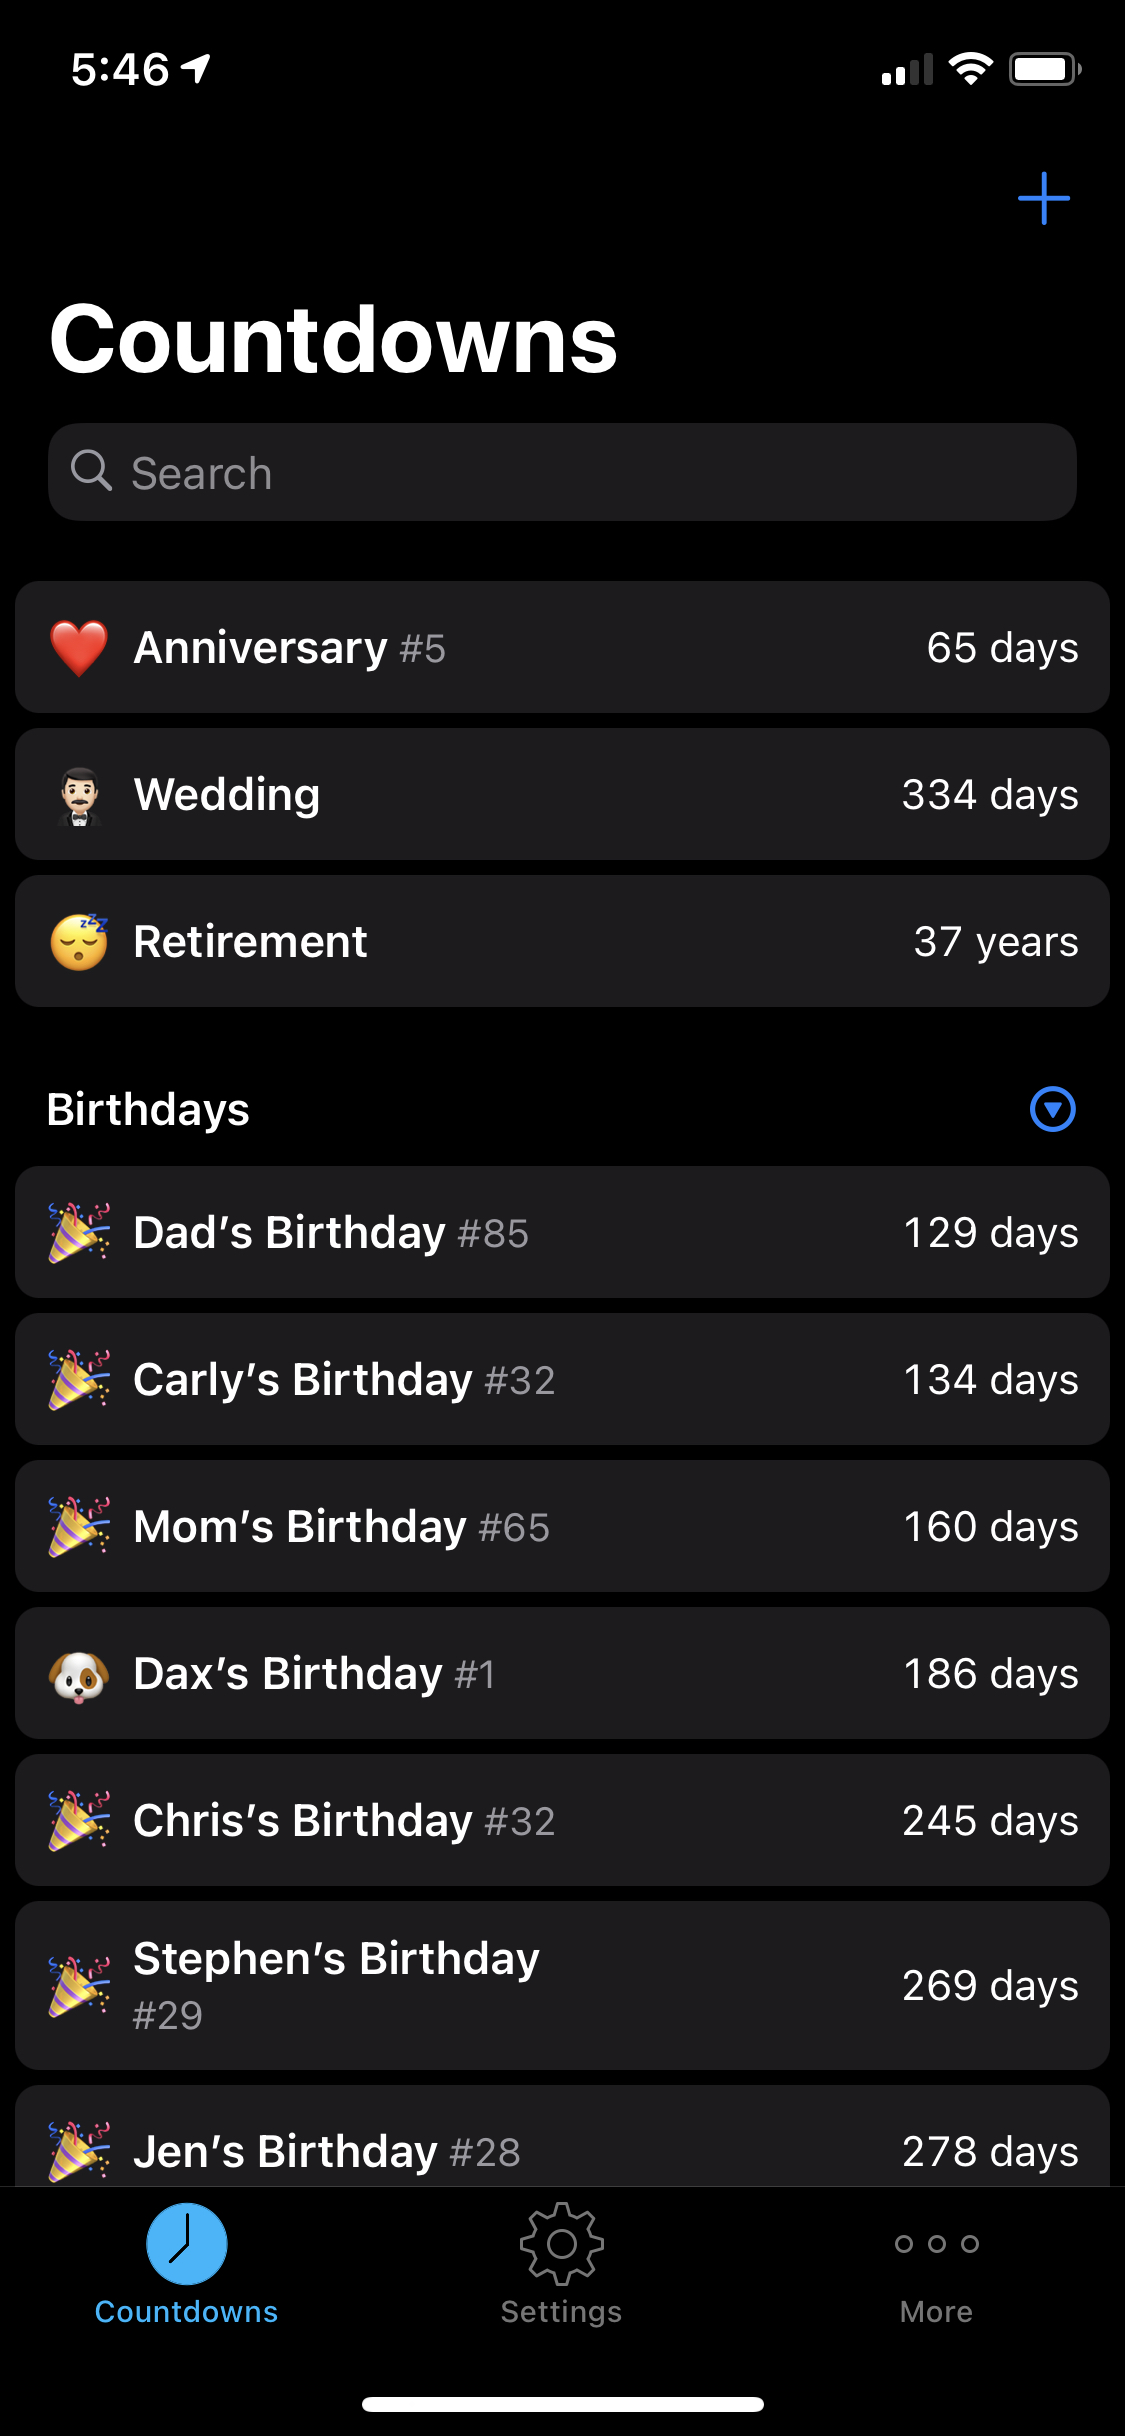 5:46
Countdowns
Search
Anniversary #5 65 days
Wedding 334 days
Retirement 37 years
Birthdays
Dad’s Birthday #85 129 days
Carly’s Birthday #32 134 days
Mom’s Birthday #65 160 days
Dax’s Birthday #1 186 days
Chris’s Birthday #32 245 days
Stephen’s Birthday
#29 269 days
Jen’s Birthday #28 278 days
Countdowns Settings More